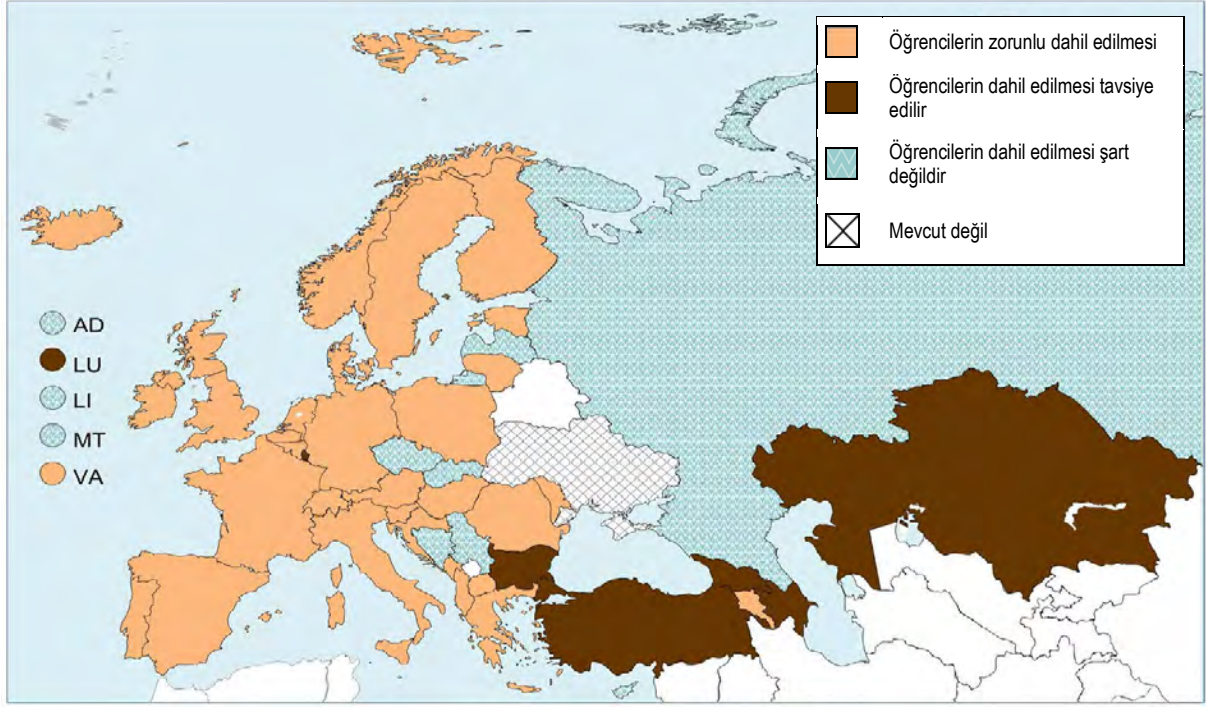 Öğrencilerin zorunlu dahil edilmesi
Öğrencilerin dahil edilmesi tavsiye
edilir
Öğrencilerin dahil edilmesi şart
değildir
Mevcut değil
AD
LU
LI
MT
VA